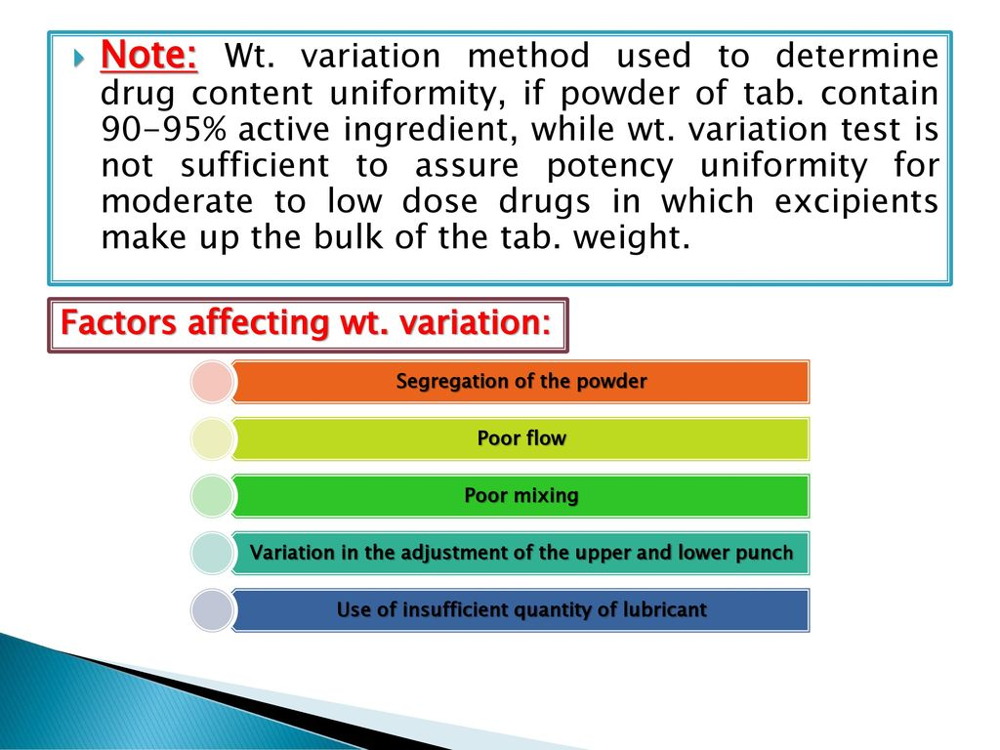 Note: Wt. variation method used to determine
drug content uniformity, if powder of tab. contain
90-95% active ingredient, while wt. variation test is
not sufficient to assure potency uniformity for
moderate to low dose drugs in which excipients
make up the bulk of the tab. weight.
Factors affecting wt. variation:
Segregation of the powder
Poor flow
Poor mixing
Variation in the adjustment of the upper and lower punch
Use of insufficient quantity of lubricant